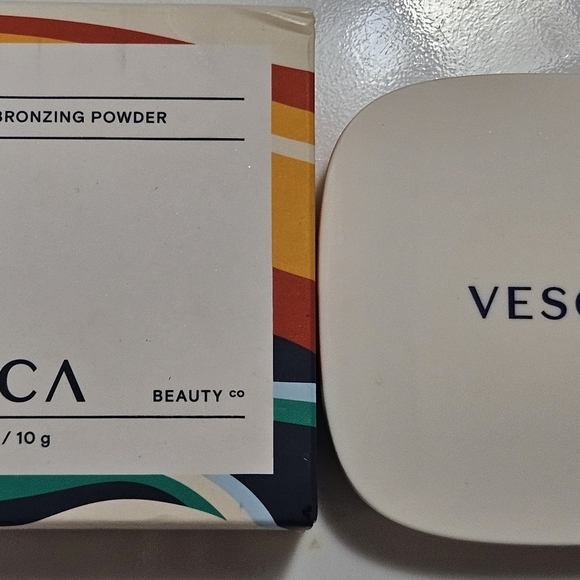 BRONZING POWDER
CA
BEAUTY CO
/ 10 g
VESC